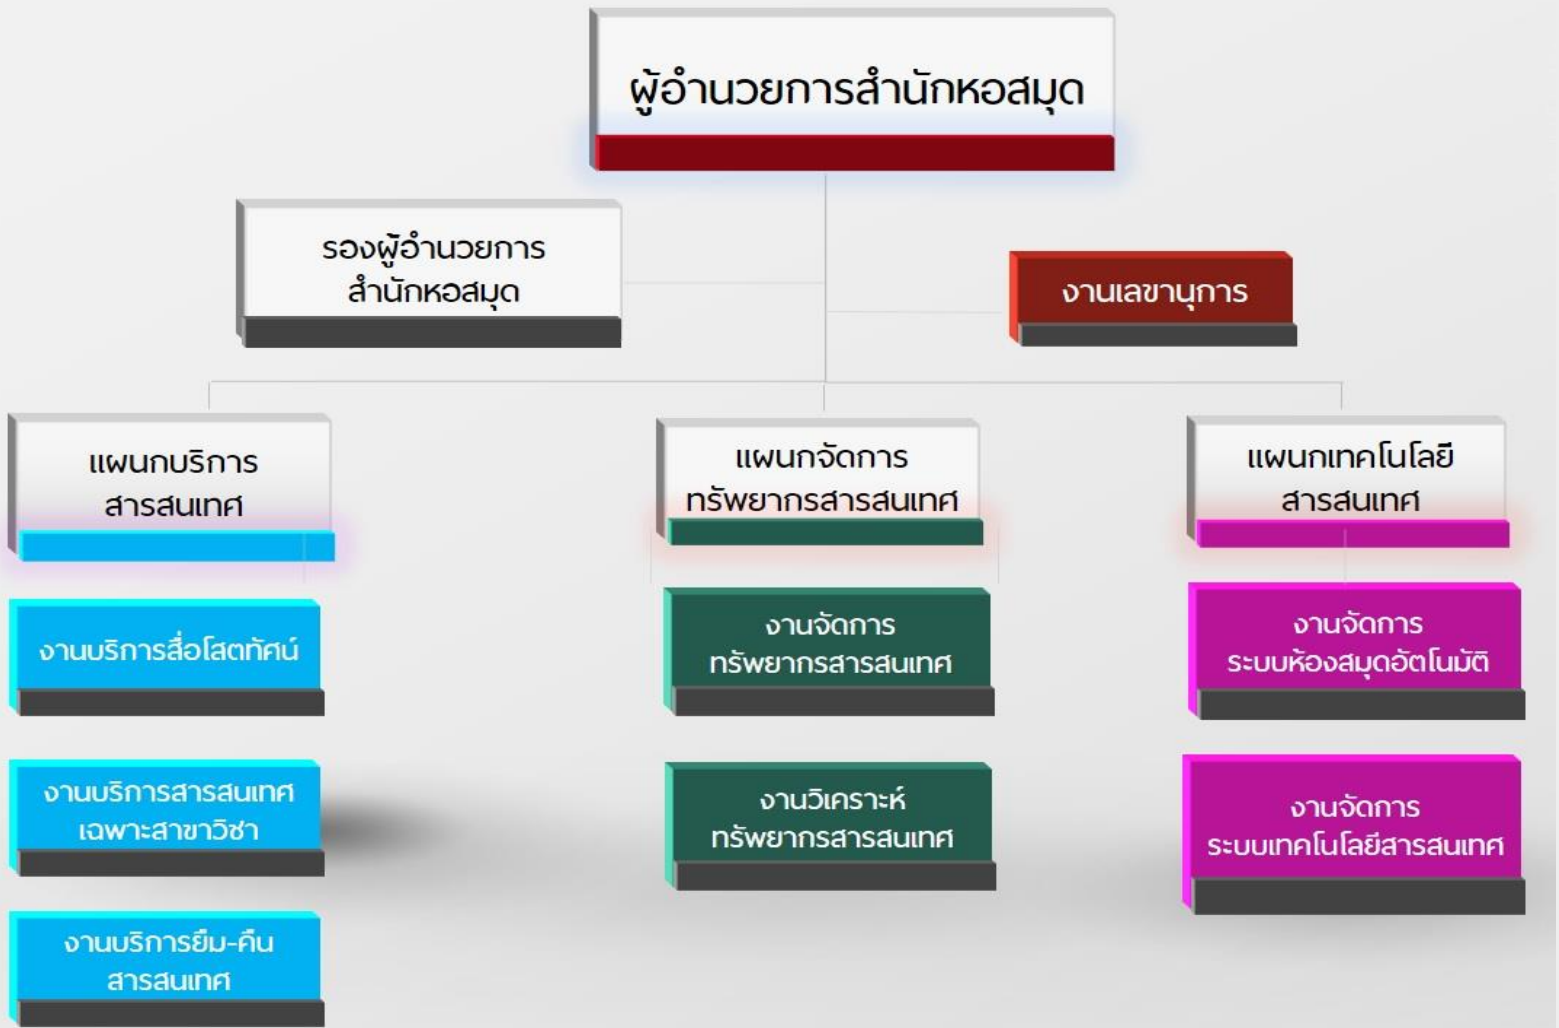 ผู้อำนวยการสำนักหอสมุด
รองผู้อำนวยการ
สำนักหอสมุด
งานเลขานุการ
แผนกบริการ
สารสนเทศ
แผนกจัดการ
ทรัพยากรสารสนเทศ
แผนกเทคโนโลยี
สารสนเทศ
งานบริการสื่อโสตทัศน์
งานจัดการ
ทรัพยากรสารสนเทศ
งานจัดการ
ระบบห้องสมุดอัตโนมัติ
งานบริการสารสนเทศ
เฉพาะสาขาวิชา
งานวิเคราะห์
ทรัพยากรสารสนเทศ
งานจัดการ
ระบบเทคโนโลยีสารสนเทศ
งานบริการยืม-คืน
สารสนเทศ